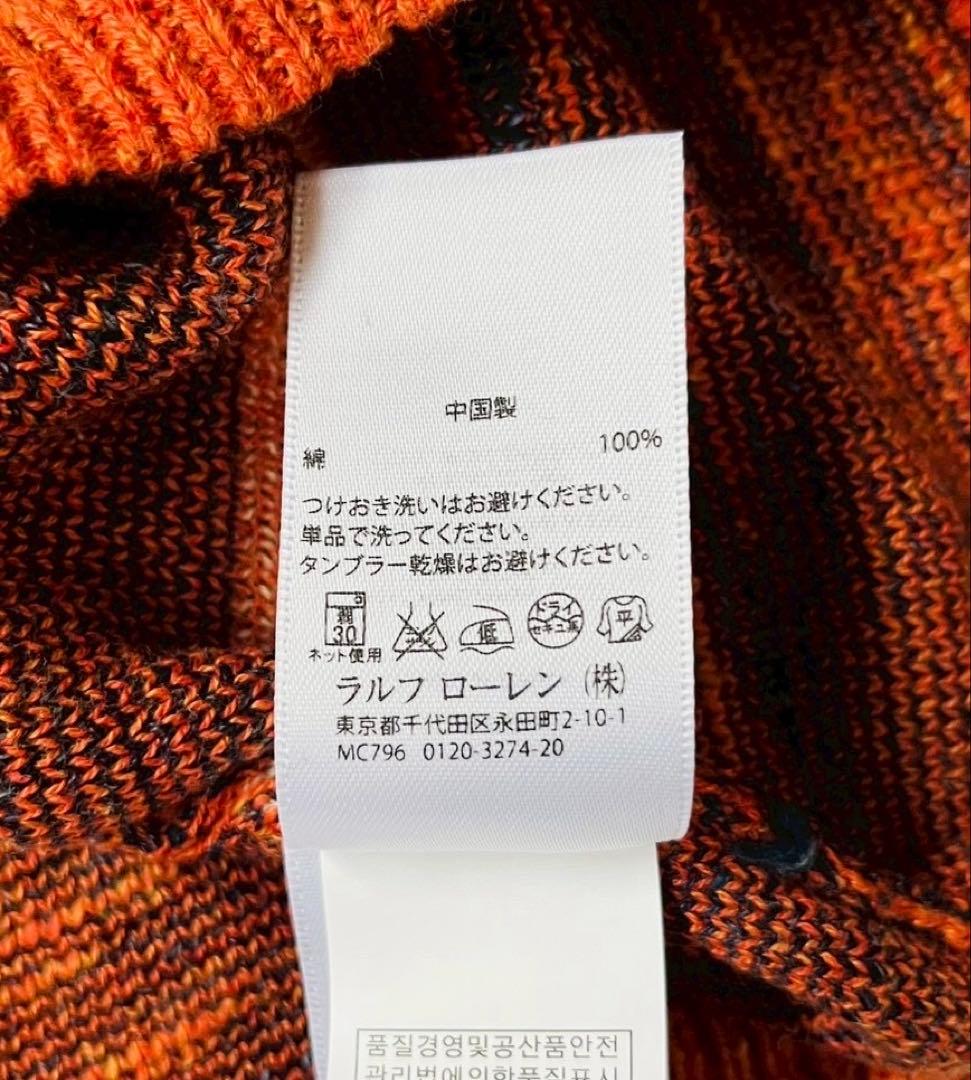 中国製
綿 100%
つけおき洗いはお避けください。
単品で洗ってください。
タンブラー乾燥はお避けください。
弱 30 低 ドライ セキユ系 平
ネット使用
ラルフ ローレン (株)
東京都千代田区永田町2-10-1
MC796 0120-3274-20
품질경영및공산품안전
관리법에의한품질표시